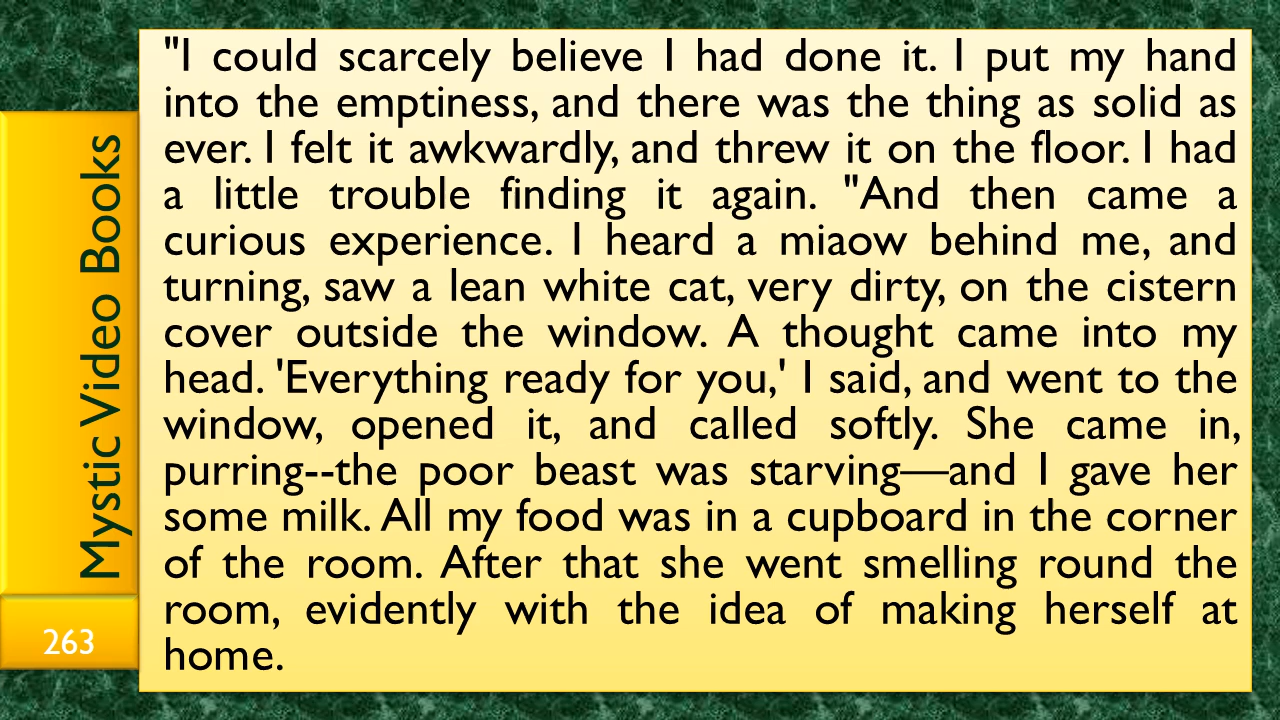 "I could scarcely believe I had done it. I put my hand
into the emptiness, and there was the thing as solid as
ever. I felt it awkwardly, and threw it on the floor. I had
a little trouble finding it again. "And then came a
curious experience. I heard a miaow behind me, and
turning, saw a lean white cat, very dirty, on the cistern
cover outside the window. A thought came into my
head. 'Everything ready for you,' I said, and went to the
window, opened it, and called softly. She came in,
purring--the poor beast was starving—and I gave her
some milk. All my food was in a cupboard in the corner
of the room. After that she went smelling round the
room, evidently with the idea of making herself at
home.
Mystic Video Books
263